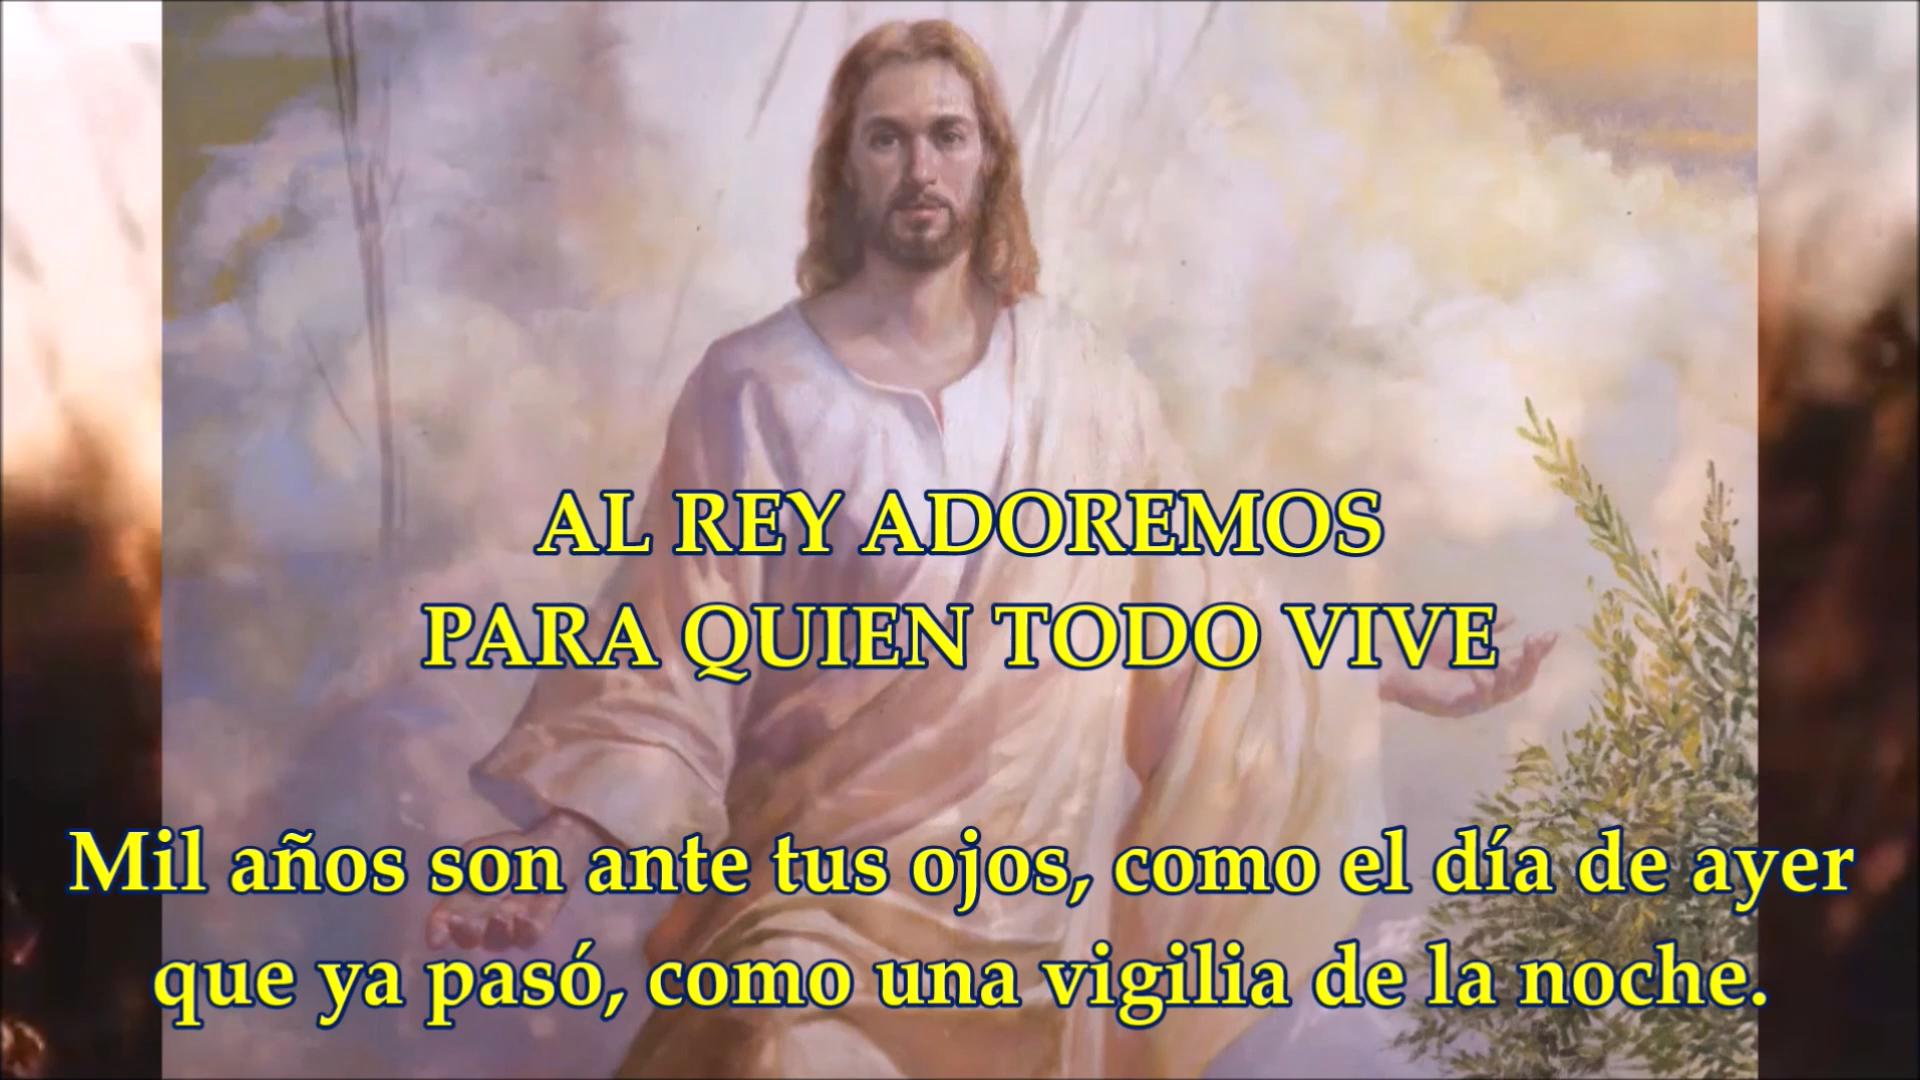 AL REY ADOREMOS
PARA QUIEN TODO VIVE
Mil años son ante tus ojos, como el día de ayer
que ya pasó, como una vigilia de la noche.